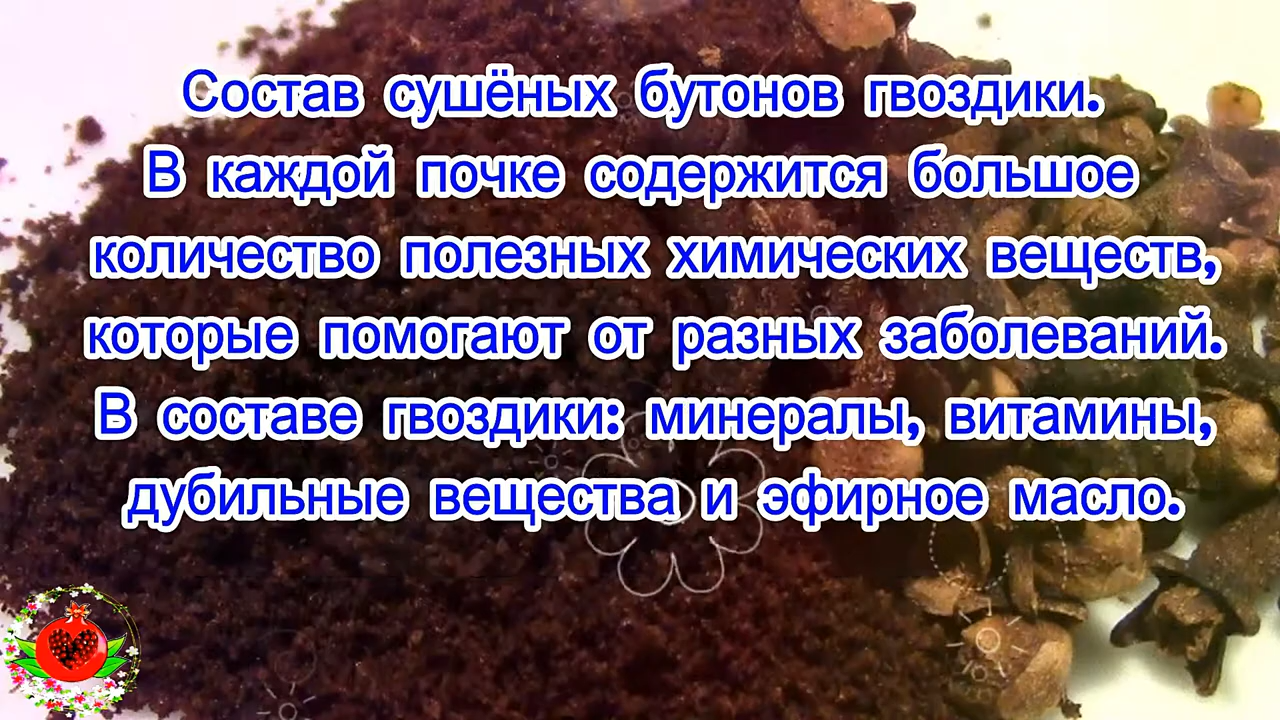 Состав сушёных бутонов гвоздики.
В каждой почке содержится большое
количество полезных химических веществ,
которые помогают от разных заболеваний.
В составе гвоздики: минералы, витамины,
дубильные вещества и эфирное масло.